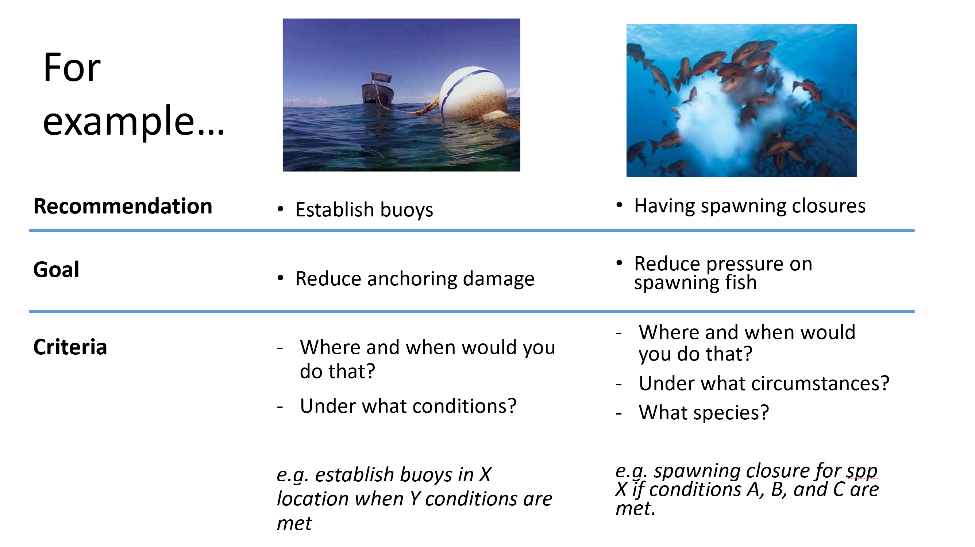 For
example…
Recommendation
• Establish buoys
• Having spawning closures
Goal
• Reduce anchoring damage
• Reduce pressure on
spawning fish
Criteria
- Where and when would you
do that?
- Under what conditions?
e.g. establish buoys in X
location when Y conditions are
met
- Where and when would
you do that?
- Under what circumstances?
- What species?
e.g. spawning closure for spp
X if conditions A, B, and C are
met.